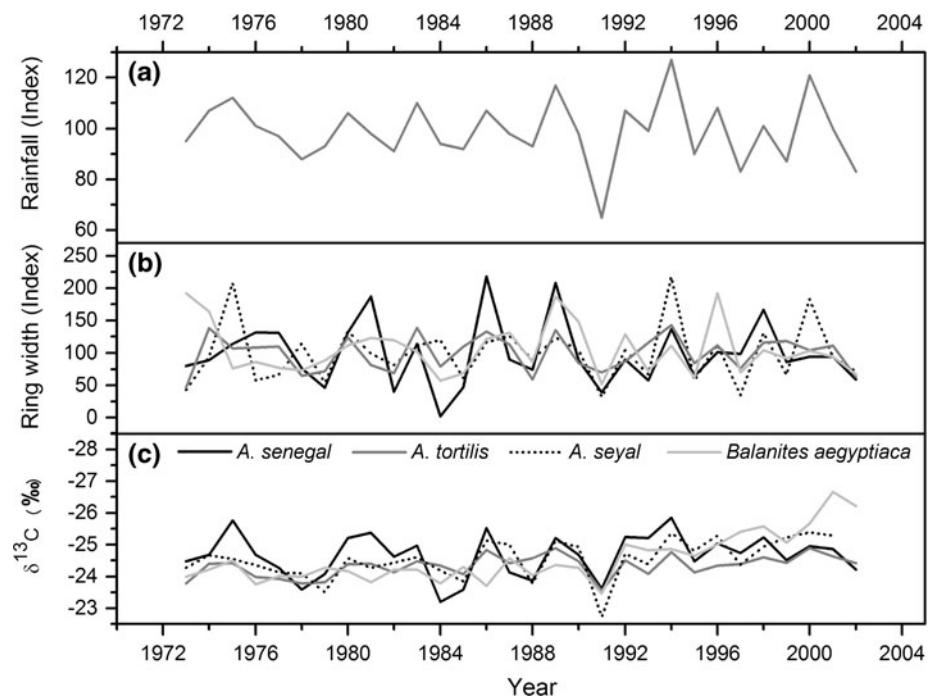 1972 1976 1980 1984 1988 1992 1996 2000 2004
(a)
Rainfall (Index)
120
100
80
60
(b)
Ring width (Index)
250
200
150
100
50
0
(c)
A. senegal A. tortilis A. seyal Balanites aegyptiaca
δ13C (‰)
-28
-26
-25
-24
-23
1972 1976 1980 1984 1988 1992 1996 2000 2004
Year